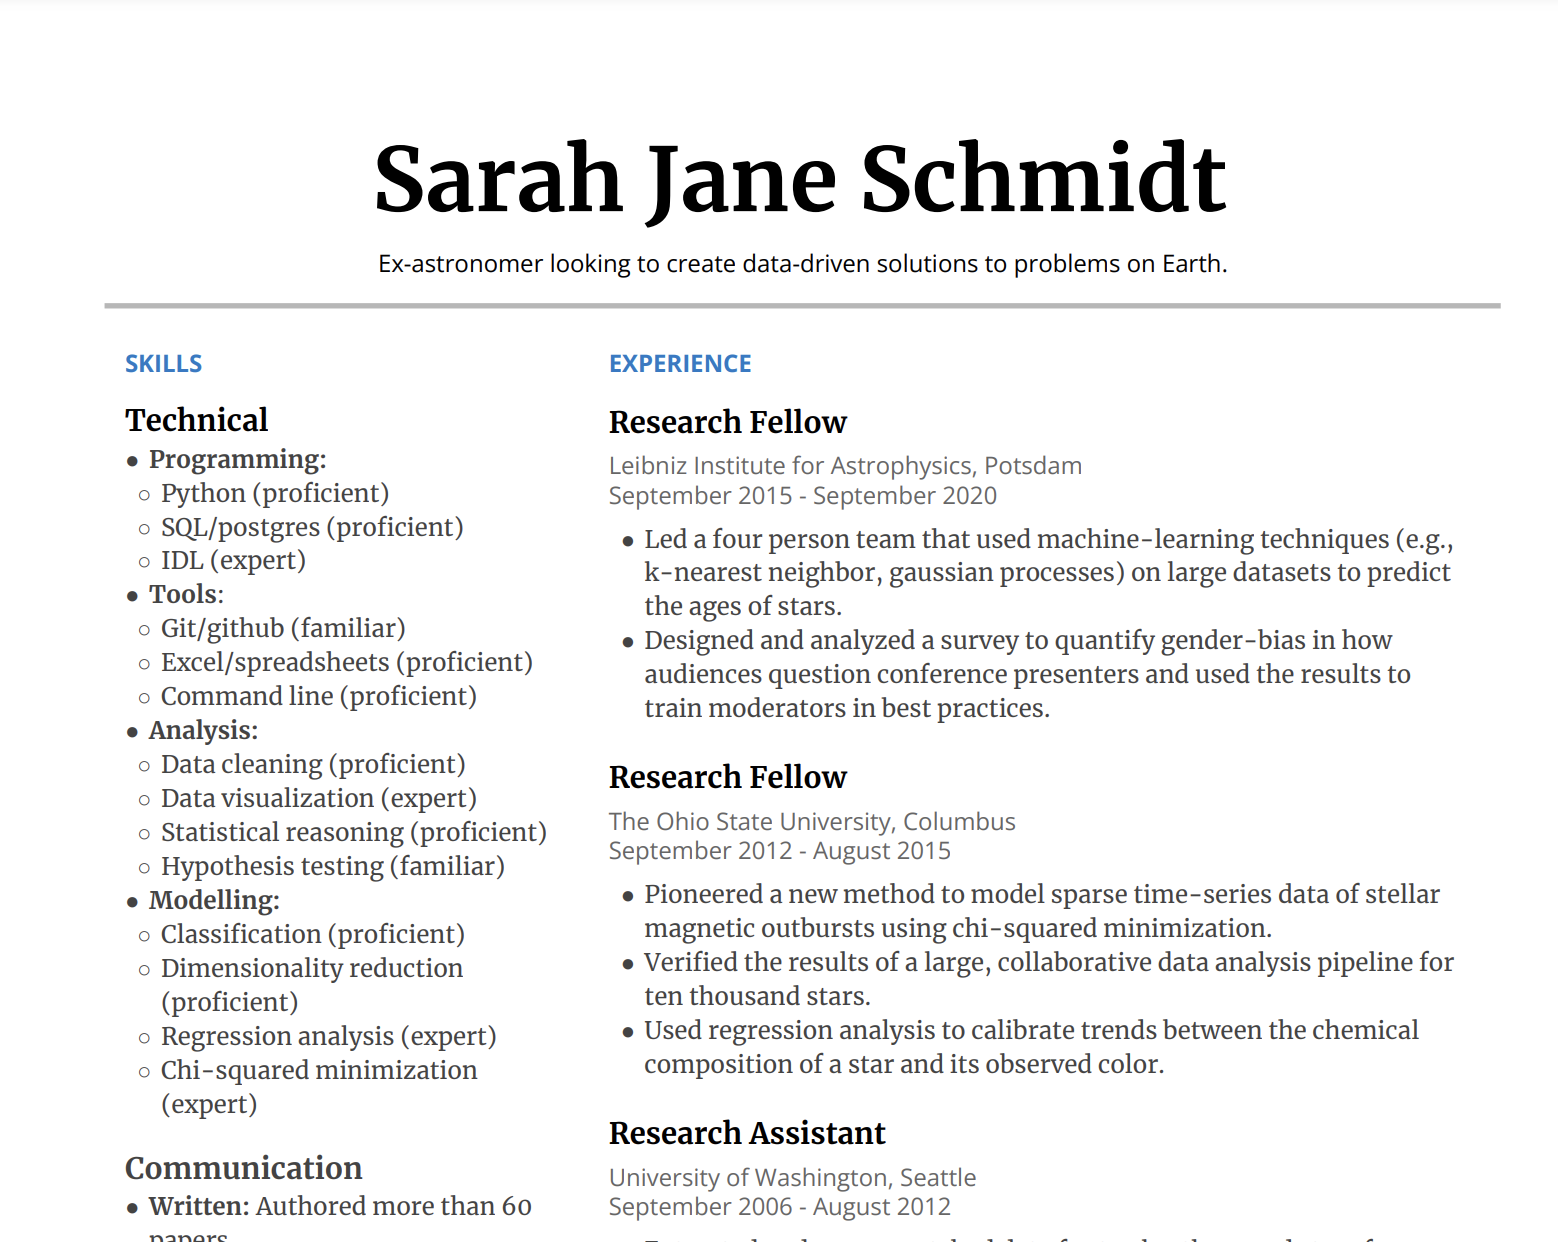 Sarah Jane Schmidt
Ex-astronomer looking to create data-driven solutions to problems on Earth.
SKILLS
Technical
● Programming:
○ Python (proficient)
○ SQL/postgres (proficient)
○ IDL (expert)
● Tools:
○ Git/github (familiar)
○ Excel/spreadsheets (proficient)
○ Command line (proficient)
● Analysis:
○ Data cleaning (proficient)
○ Data visualization (expert)
○ Statistical reasoning (proficient)
○ Hypothesis testing (familiar)
● Modelling:
○ Classification (proficient)
○ Dimensionality reduction
(proficient)
○ Regression analysis (expert)
○ Chi-squared minimization
(expert)
Communication
● Written: Authored more than 60
papers
EXPERIENCE
Research Fellow
Leibniz Institute for Astrophysics, Potsdam
September 2015 - September 2020
● Led a four person team that used machine-learning techniques (e.g.,
k-nearest neighbor, gaussian processes) on large datasets to predict
the ages of stars.
● Designed and analyzed a survey to quantify gender-bias in how
audiences question conference presenters and used the results to
train moderators in best practices.
Research Fellow
The Ohio State University, Columbus
September 2012 - August 2015
● Pioneered a new method to model sparse time-series data of stellar
magnetic outbursts using chi-squared minimization.
● Verified the results of a large, collaborative data analysis pipeline for
ten thousand stars.
● Used regression analysis to calibrate trends between the chemical
composition of a star and its observed color.
Research Assistant
University of Washington, Seattle
September 2006 - August 2012